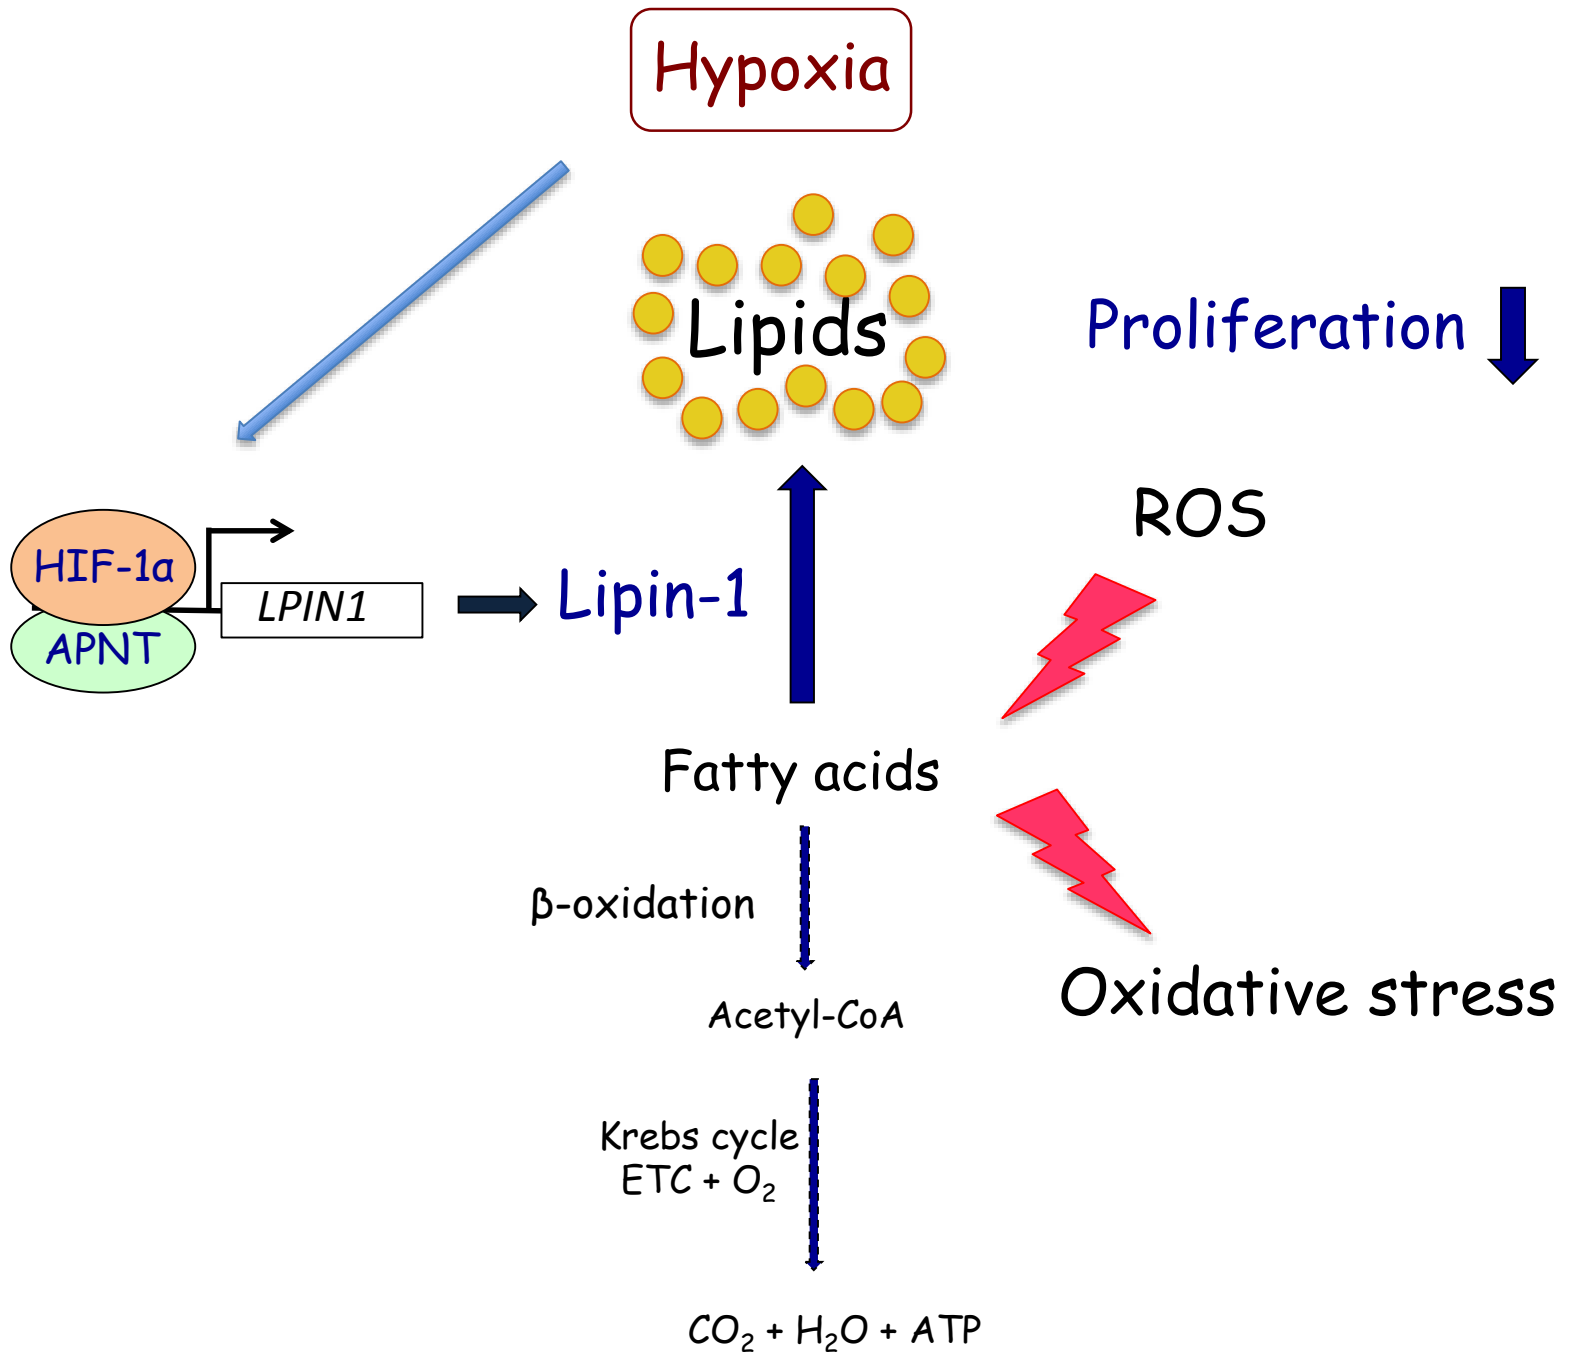 Hypoxia
Lipids
Proliferation
ROS
HIF-1α
LPIN1
Lipin-1
APNT
Fatty acids
β-oxidation
Acetyl-CoA
Oxidative stress
Krebs cycle
ETC + O₂
CO₂ + H₂O + ATP